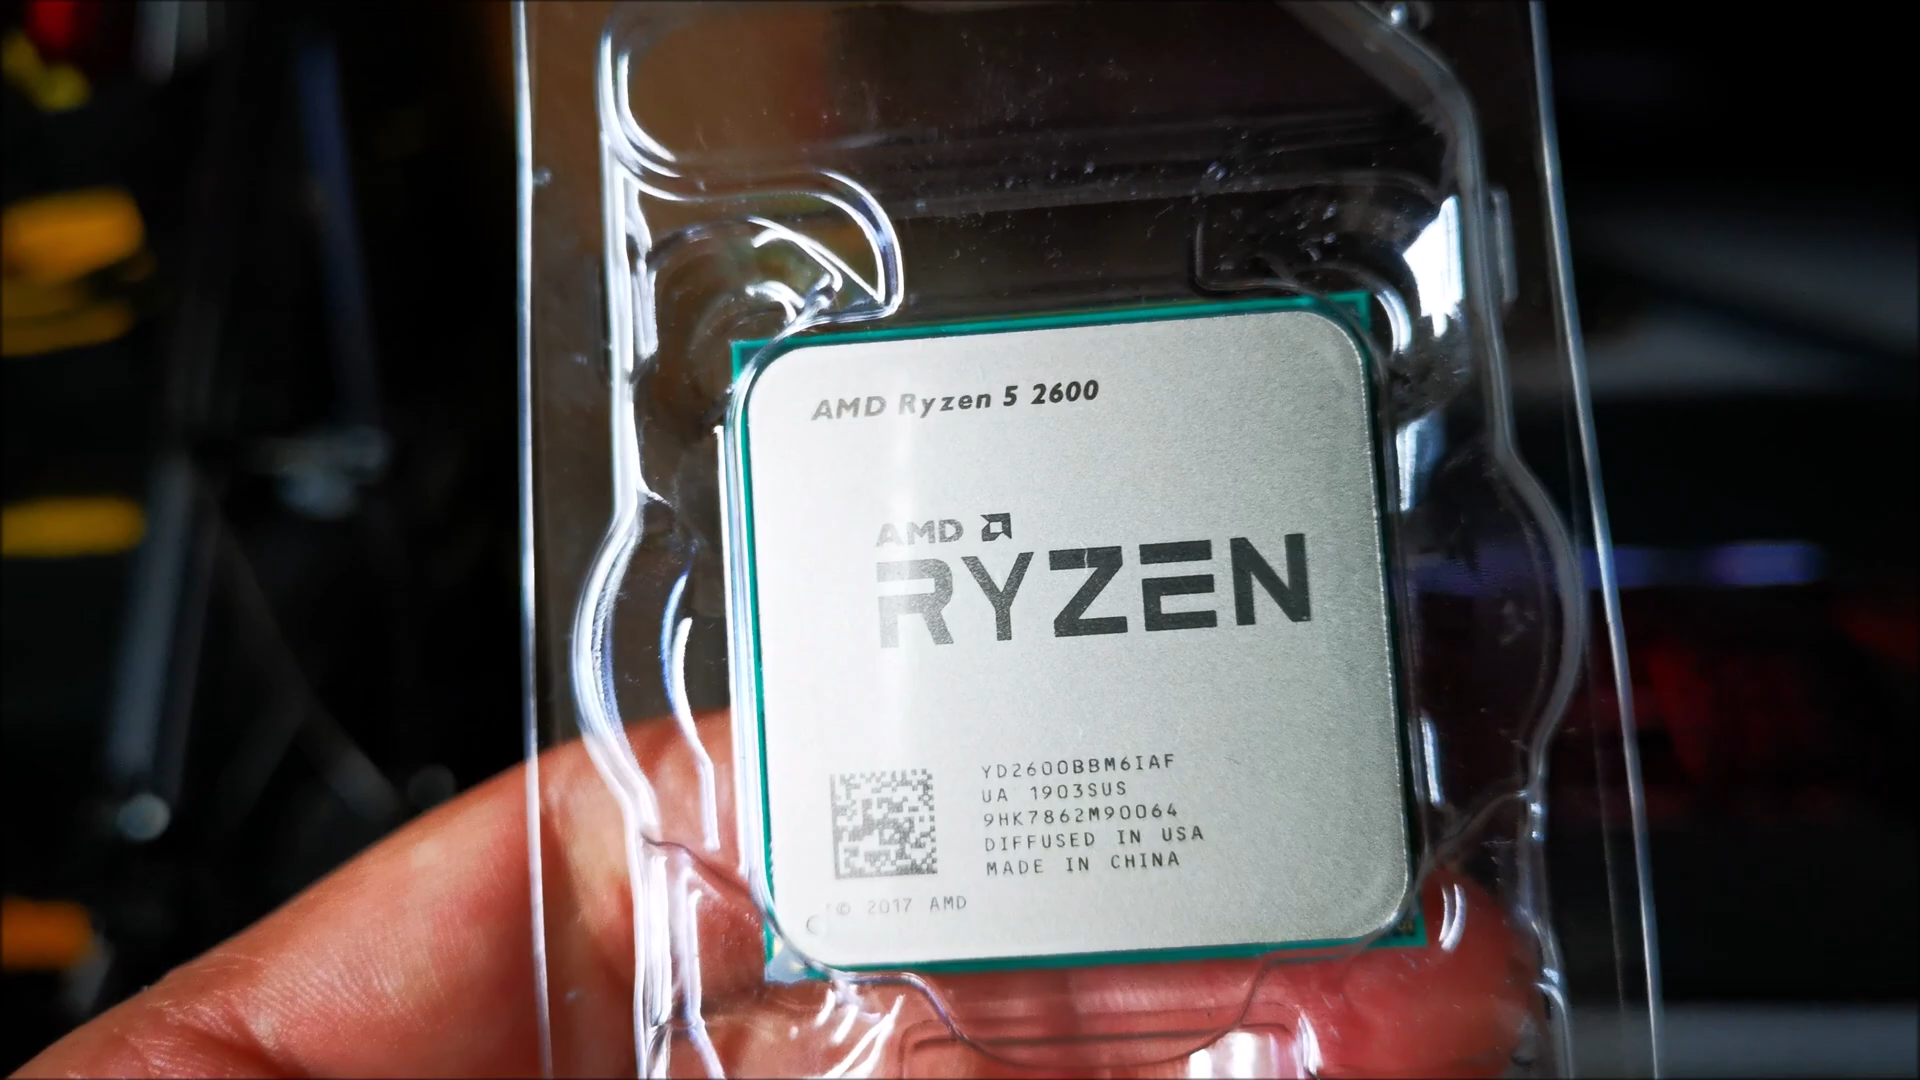 AMD Ryzen 5 2600
AMD
RYZEN
YD2600BBM6IAF
UA 1903SUS
9HK7862M90064
DIFFUSED IN USA
MADE IN CHINA
© 2017 AMD